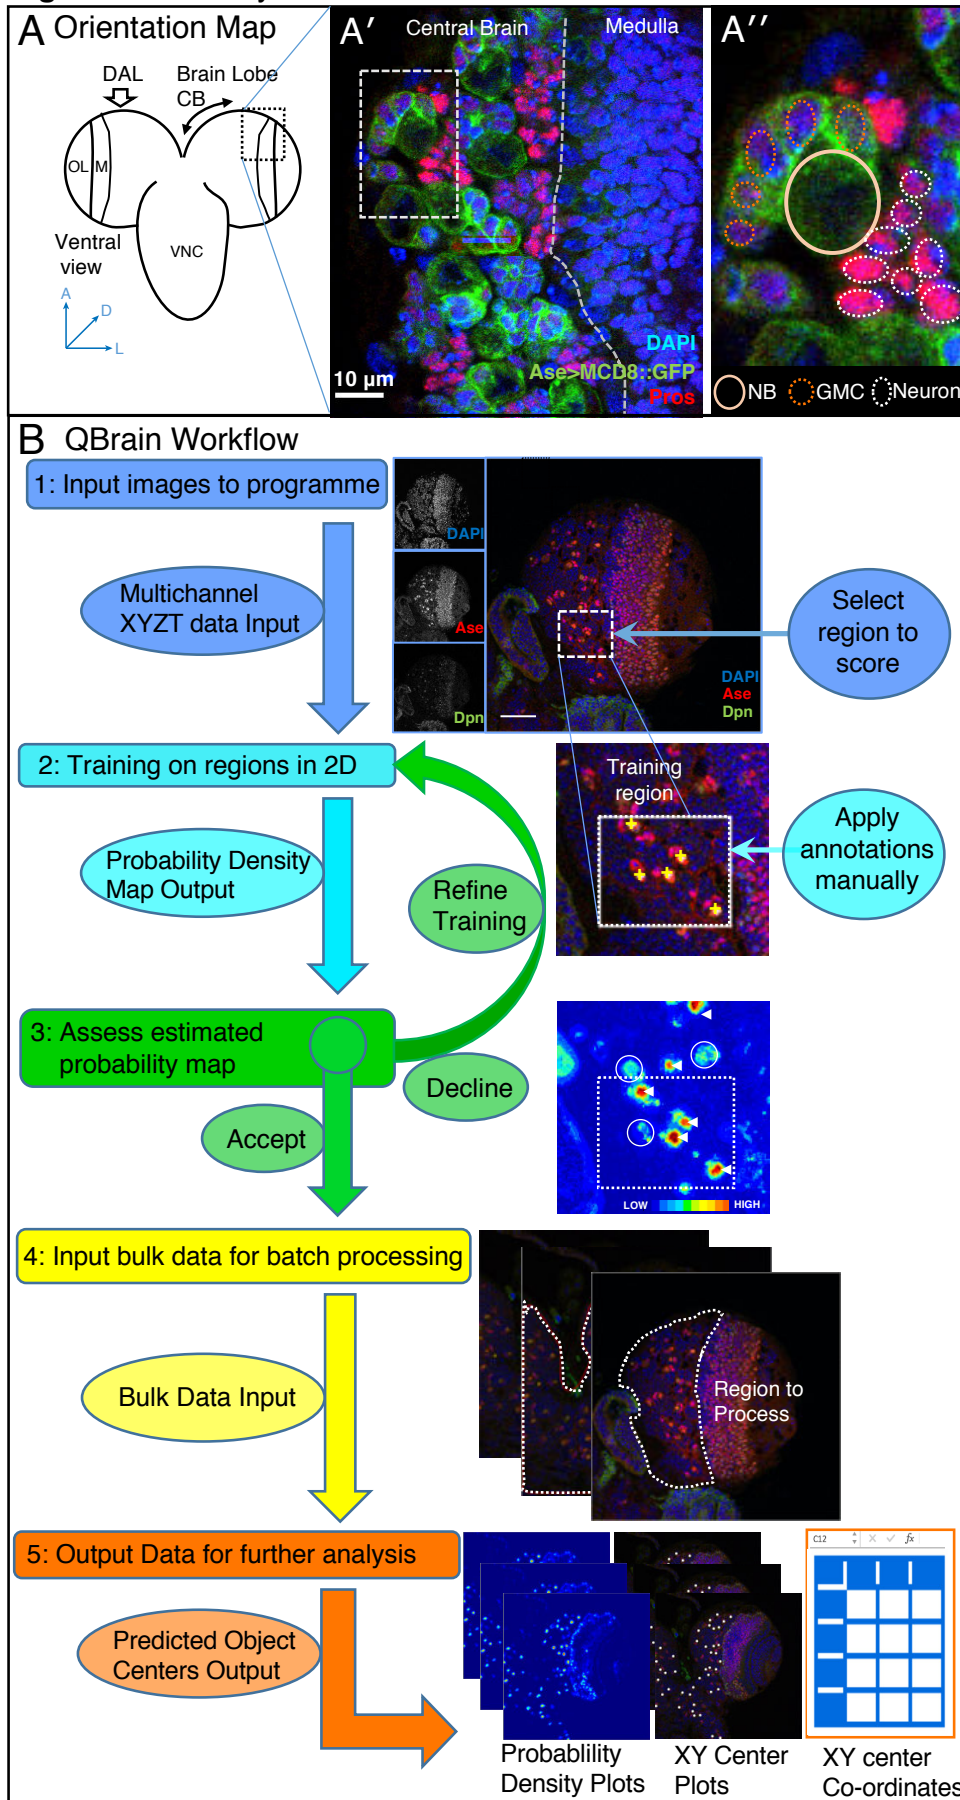 A Orientation Map
DAL
Brain Lobe
CB
OL
M
VNC
Ventral
view
A
D
L
A'
Central Brain
Medulla
DAPI
Ase>MCD8::GFP
Pros
10 µm
A''
NB
GMC
Neuron
B QBrain Workflow
1: Input images to programme
Multichannel
XYZT data Input
DAPI
Ase
Dpn
DAPI
Ase
Dpn
Select
region to
score
2: Training on regions in 2D
Probability Density
Map Output
Refine
Training
Training
region
Apply
annotations
manually
3: Assess estimated
probability map
Decline
Accept
LOW
HIGH
4: Input bulk data for batch processing
Bulk Data Input
Region to
Process
5: Output Data for further analysis
Predicted Object
Centers Output
C12
fx
Probablility
Density Plots
XY Center
Plots
XY center
Co-ordinates